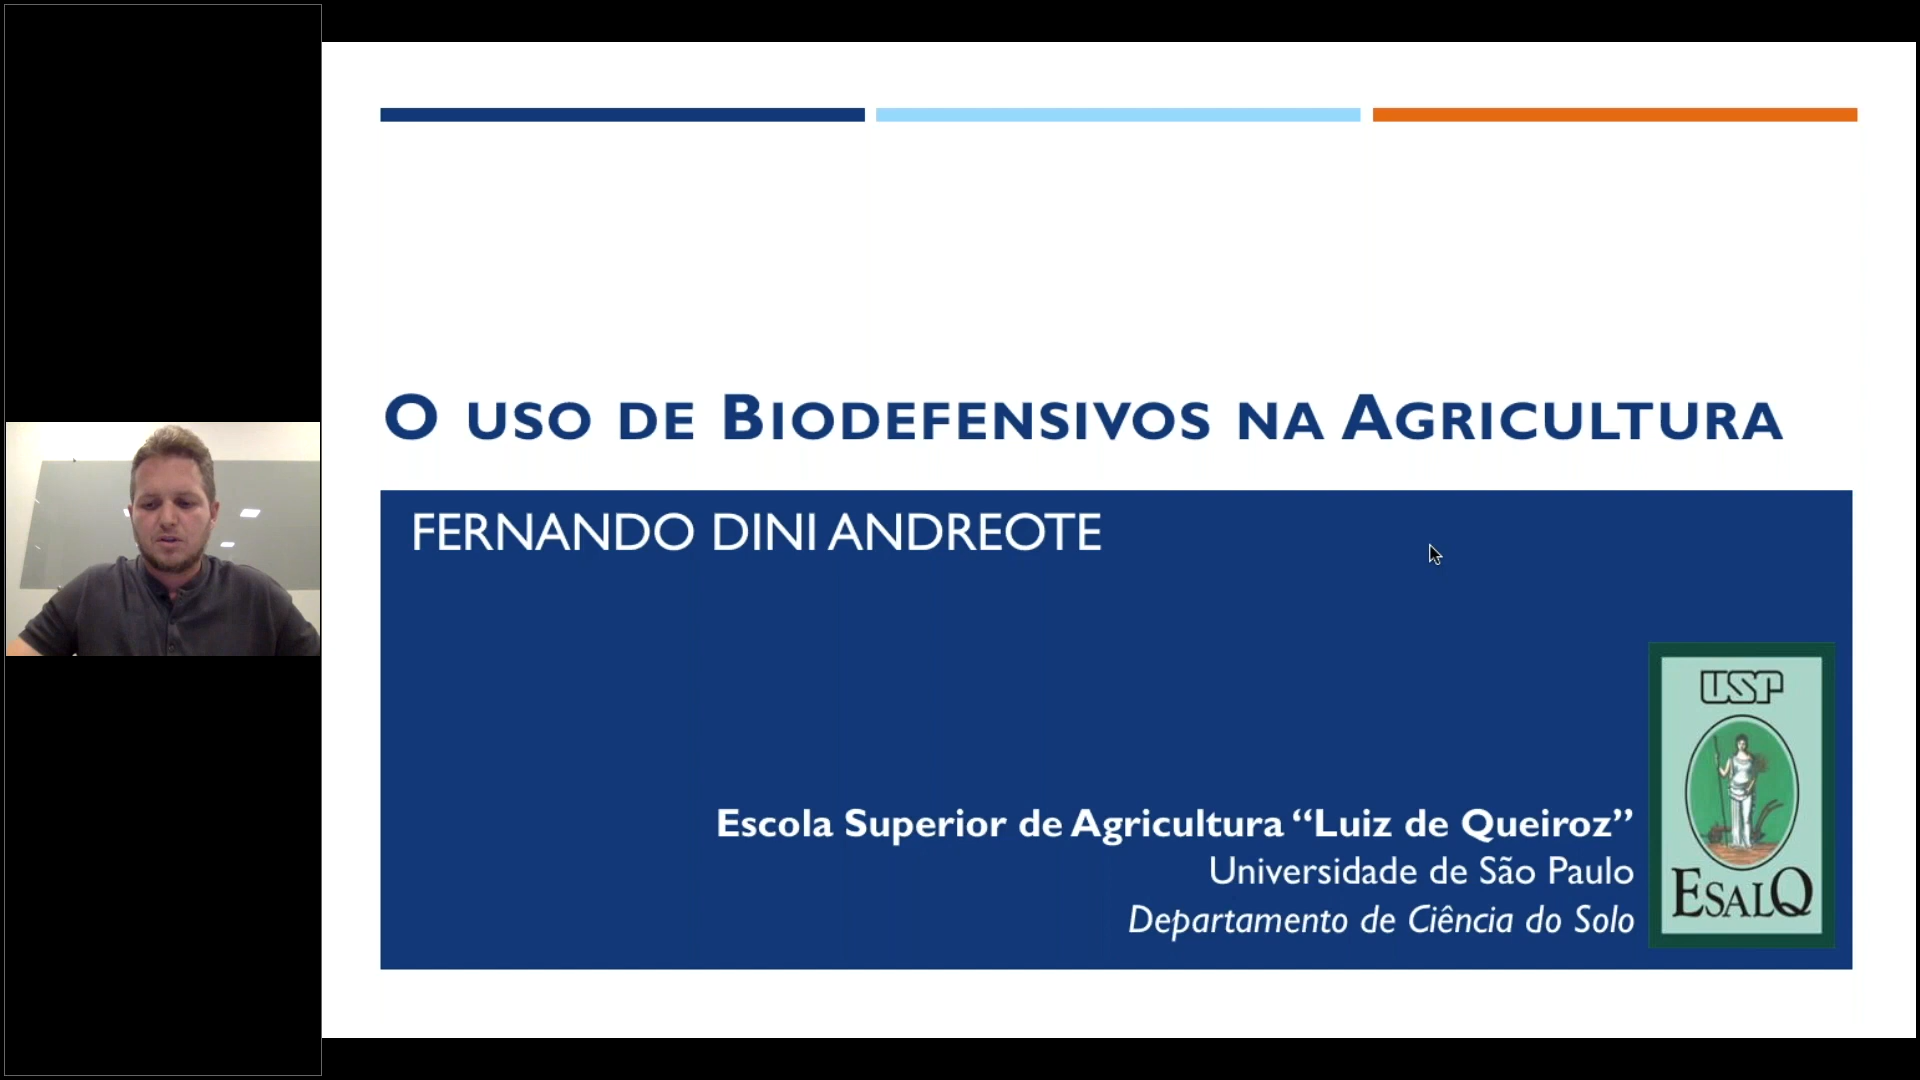 O USO DE BIODEFENSIVOS NA AGRICULTURA
FERNANDO DINI ANDREOTE
Escola Superior de Agricultura “Luiz de Queiroz”
Universidade de São Paulo
Departamento de Ciência do Solo
USP
ESALQ